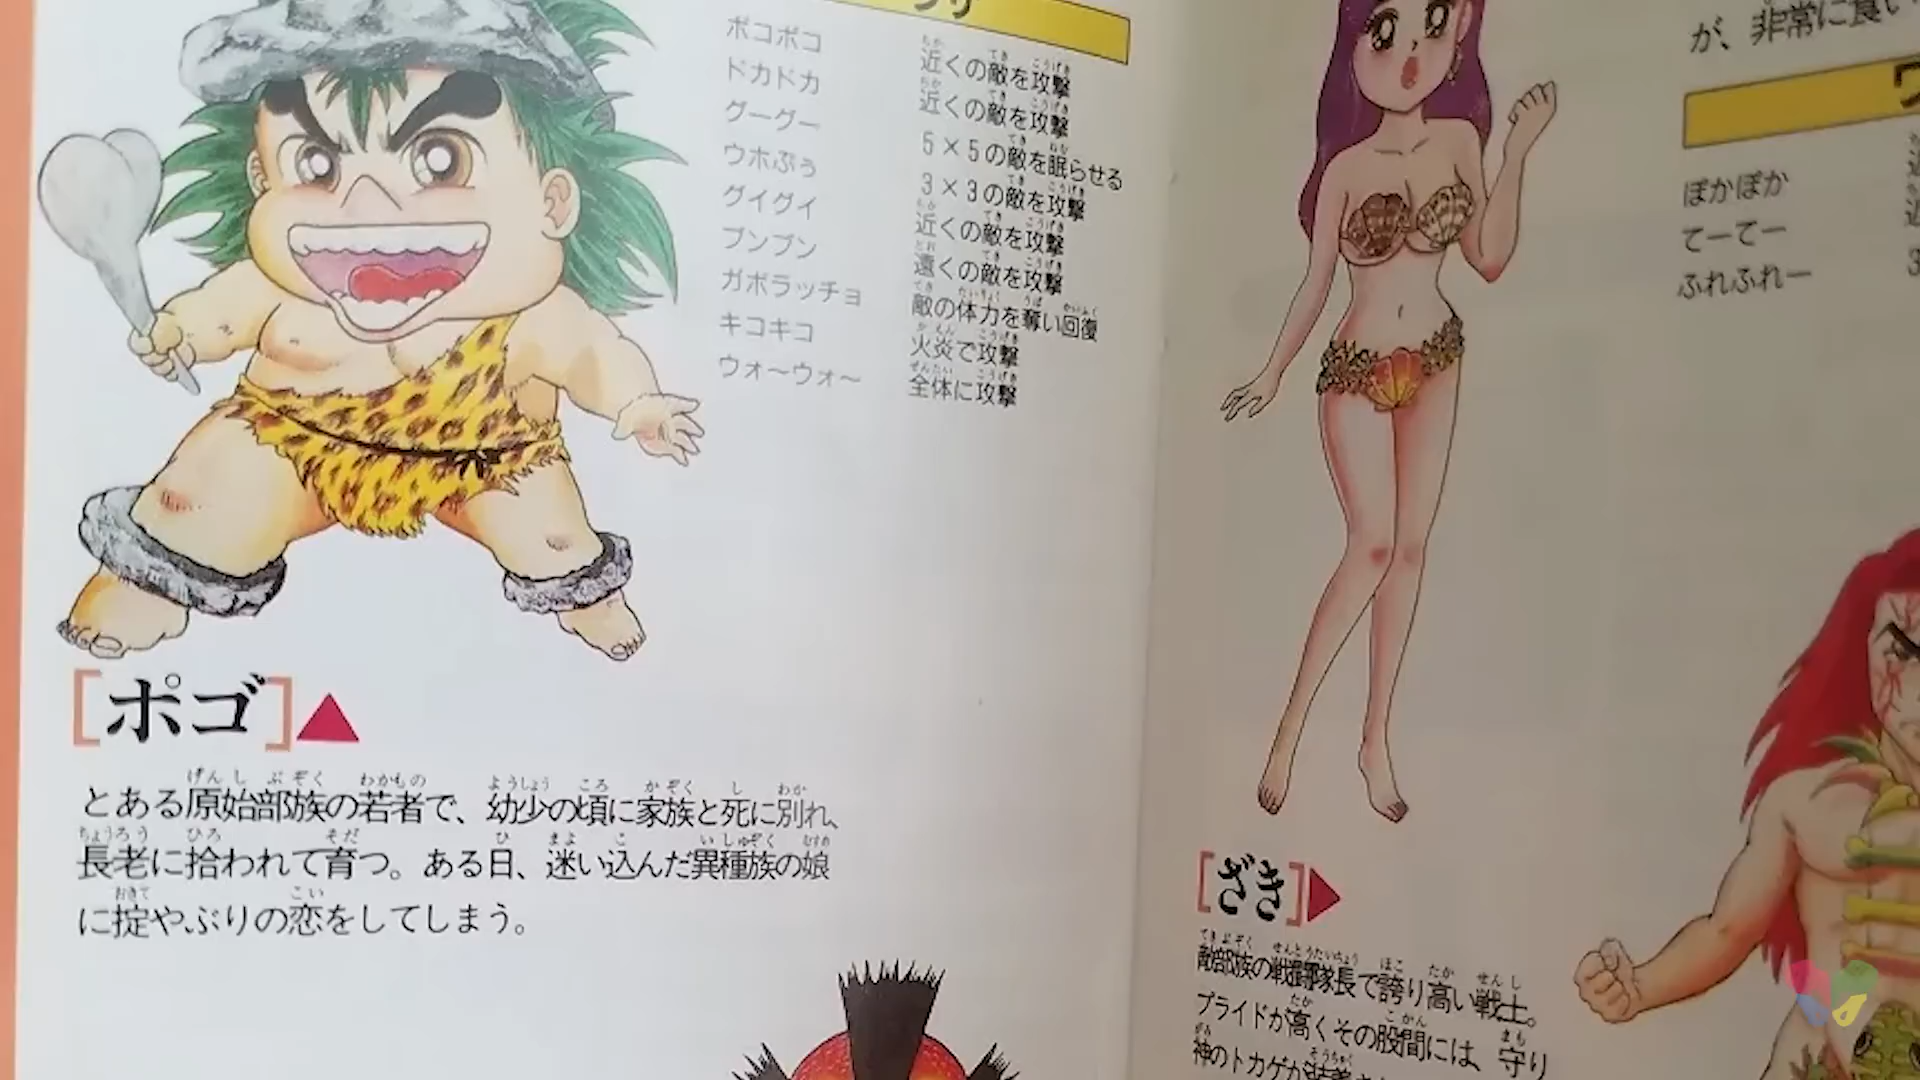 ポコポコ 近くの敵を攻撃
ドカドカ 近くの敵を攻撃
グーグー 5×5の敵を眠らせる
ウホぷぅ 3×3の敵を攻撃
グイグイ 近くの敵を攻撃
ブンブン 遠くの敵を攻撃
ガボラッチョ 敵の体力を奪い回復
キコキコ 火炎で攻撃
ウォ〜ウォ〜 全体に攻撃
[ポゴ]▲
とある原始部族の若者で、幼少の頃に家族と死に別れ、
長老に拾われて育つ。ある日、迷い込んだ異種族の娘
に掟やぶりの恋をしてしまう。
が、非常に
ぽかぽか
てーてー
ふれふれー
[ざき]▶
敵部族の戦闘隊長で誇り高い戦士。
プライドが高くその股間には、守り
神のトカゲが